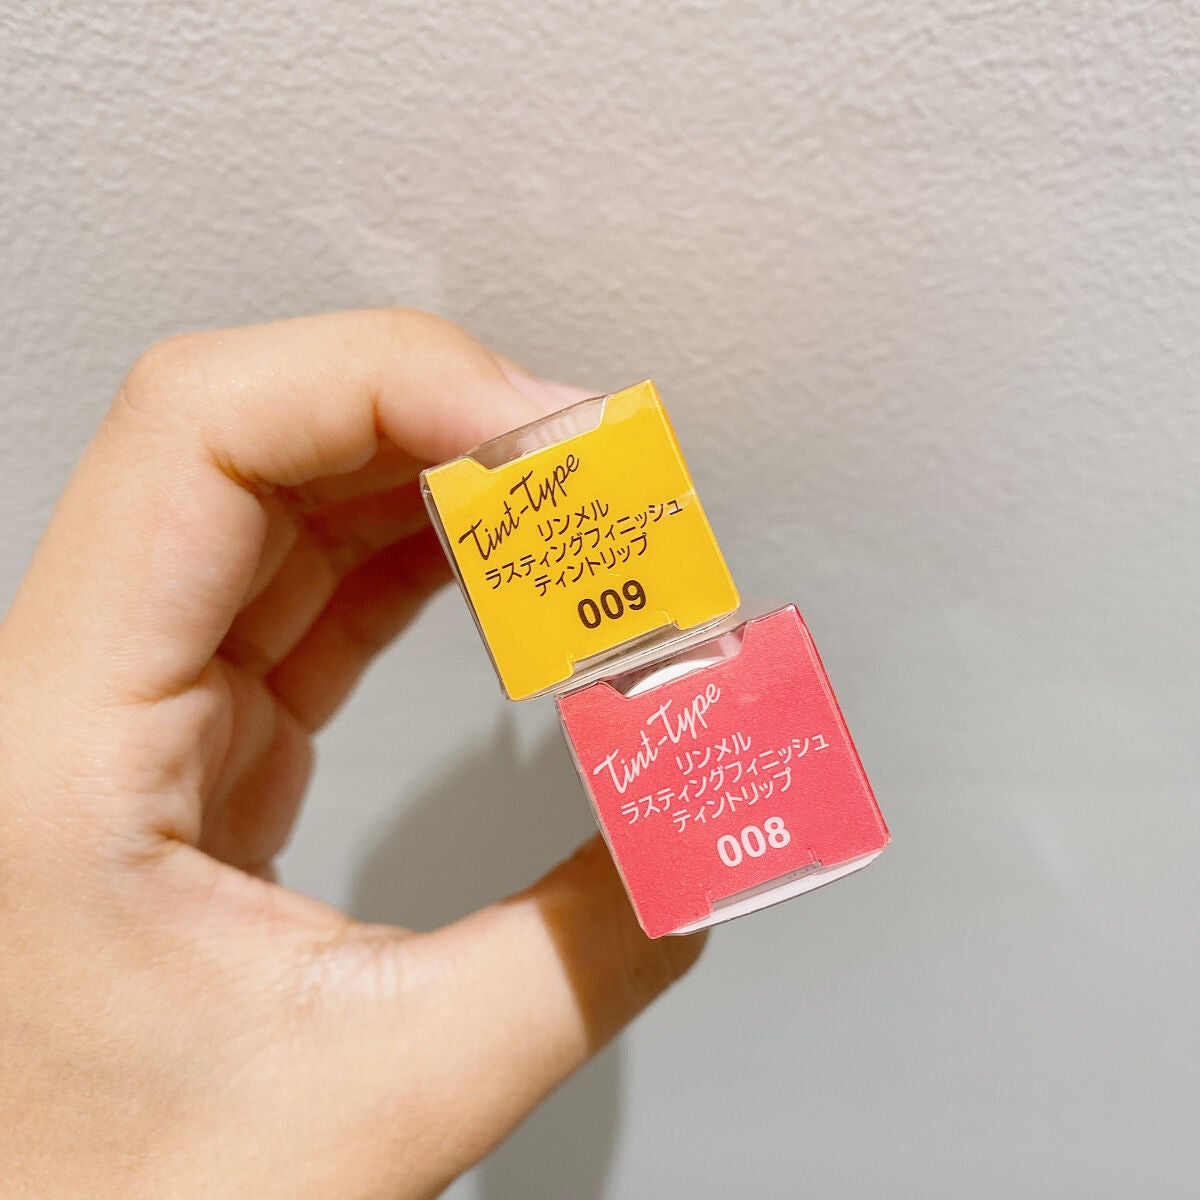 Tint-Type
リンメル
ラスティングフィニッシュ
ティントリップ
009
Tint-Type
リンメル
ラスティングフィニッシュ
ティントリップ
008